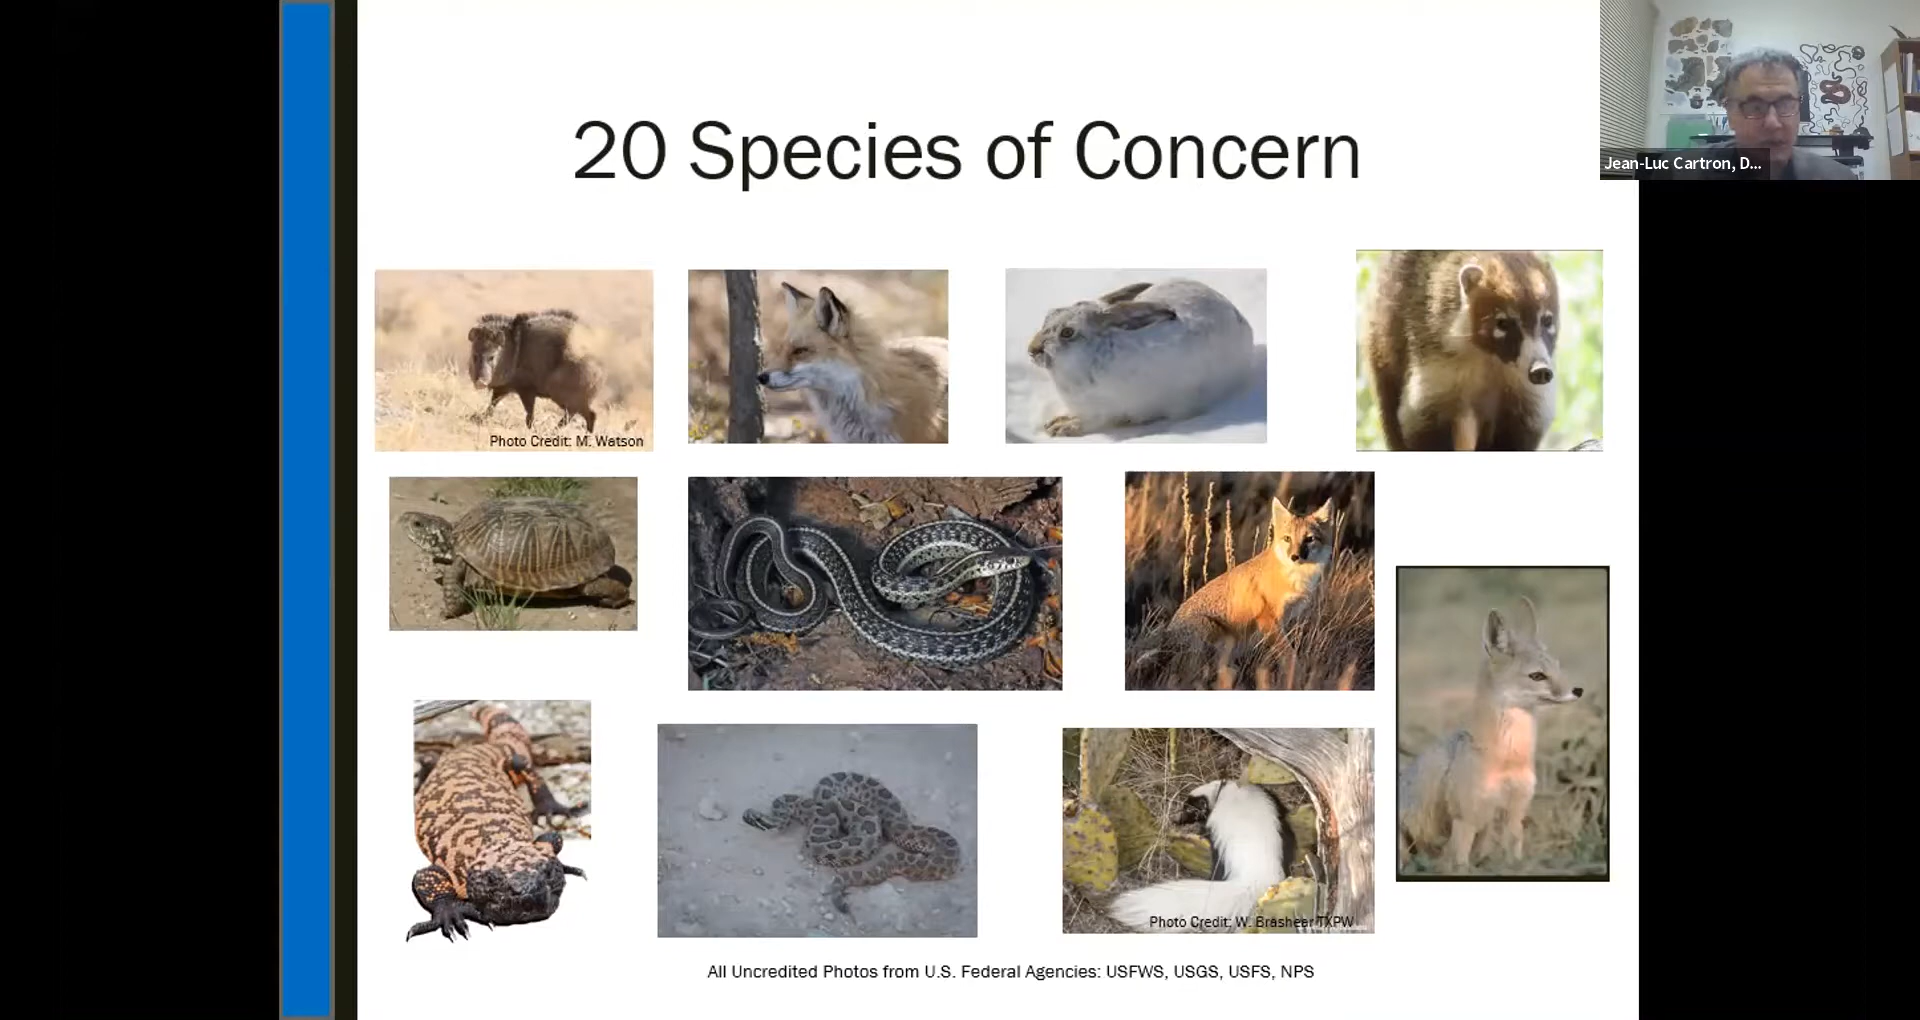 20 Species of Concern
Jean-Luc Cartron, D...
Photo Credit: M. Watson
Photo Credit: W. Brashear TXPW
All Uncredited Photos from U.S. Federal Agencies: USFWS, USGS, USFS, NPS